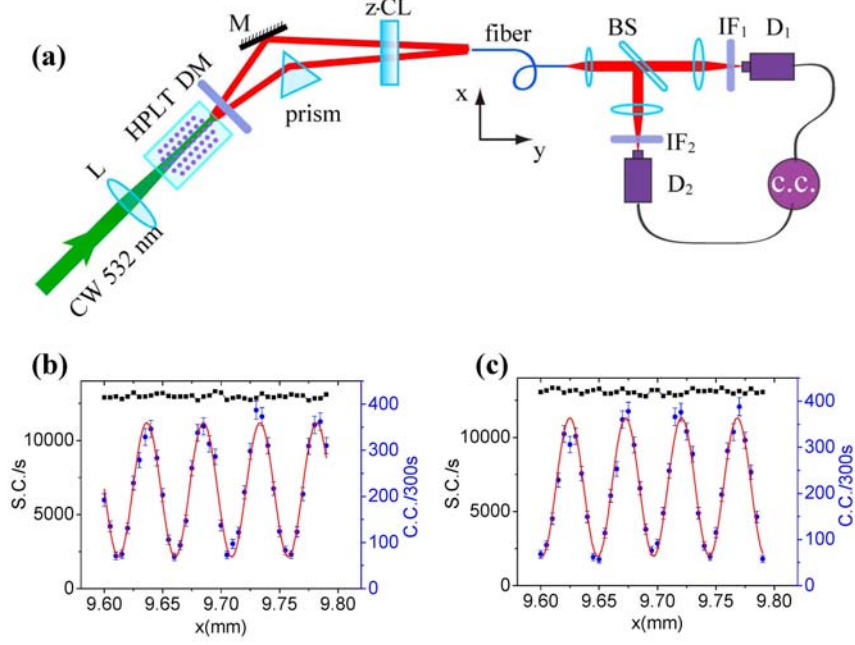 (a)
M
z-CL
fiber
BS
IF1
D1
HPLT
DM
prism
x
y
IF2
D2
c.c.
L
CW 532 nm
(b)
S.C./s
10000
5000
0
400
300
200
100
0
C.C./300s
9.60 9.65 9.70 9.75 9.80
x(mm)
(c)
S.C./s
10000
5000
0
400
300
200
100
0
C.C./300s
9.60 9.65 9.70 9.75 9.80
x(mm)